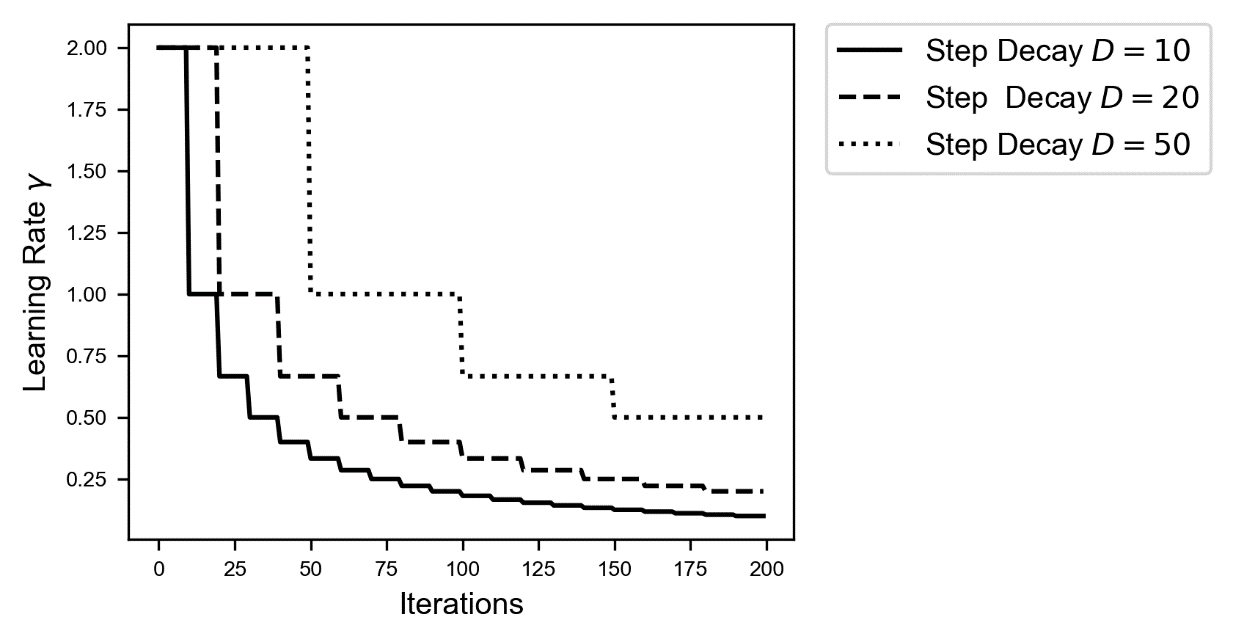 2.00
1.75
1.50
1.25
1.00
0.75
0.50
0.25
Learning Rate γ
0 25 50 75 100 125 150 175 200
Iterations
Step Decay D = 10
Step  Decay D = 20
Step Decay D = 50